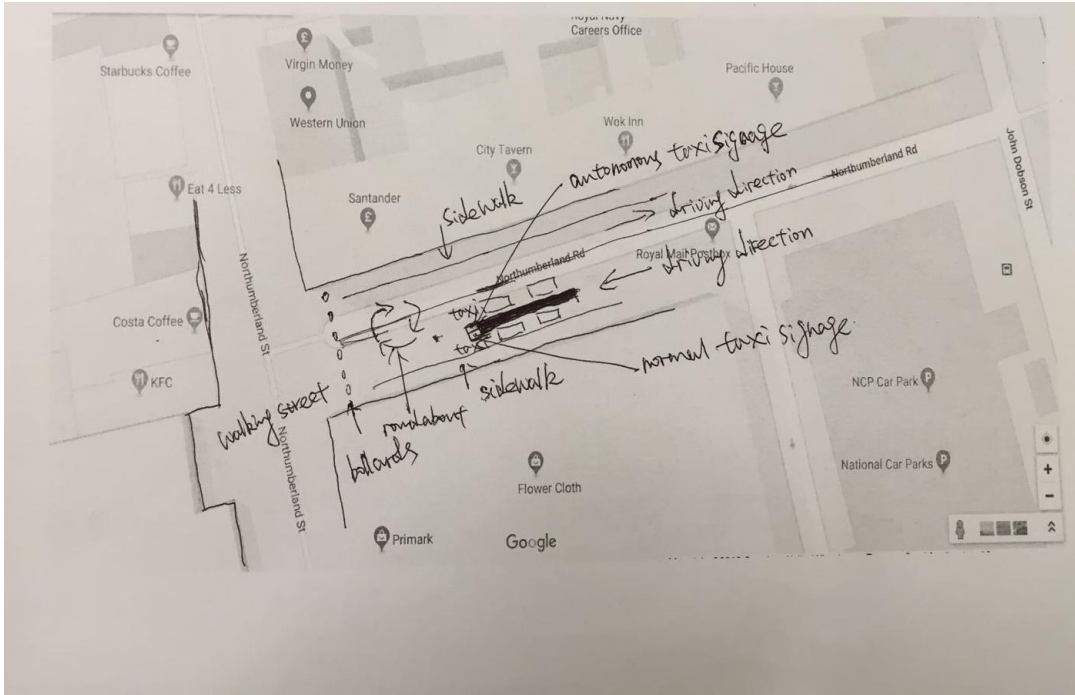 Royal Navy
Careers Office
Starbucks Coffee
Virgin Money
Pacific House
Western Union
Wok Inn
City Tavern
autonomous taxi signage
John Dobson St
Northumberland Rd
Eat 4 Less
Santander
sidewalk
driving direction
Royal Mail Postbox
driving direction
Northumberland Rd
Northumberland St
Costa Coffee
taxi
taxi
KFC
walking street
sidewalk
normal taxi signage
NCP Car Park
roundabout
bollards
Northumberland St
National Car Parks
Flower Cloth
Primark
Google